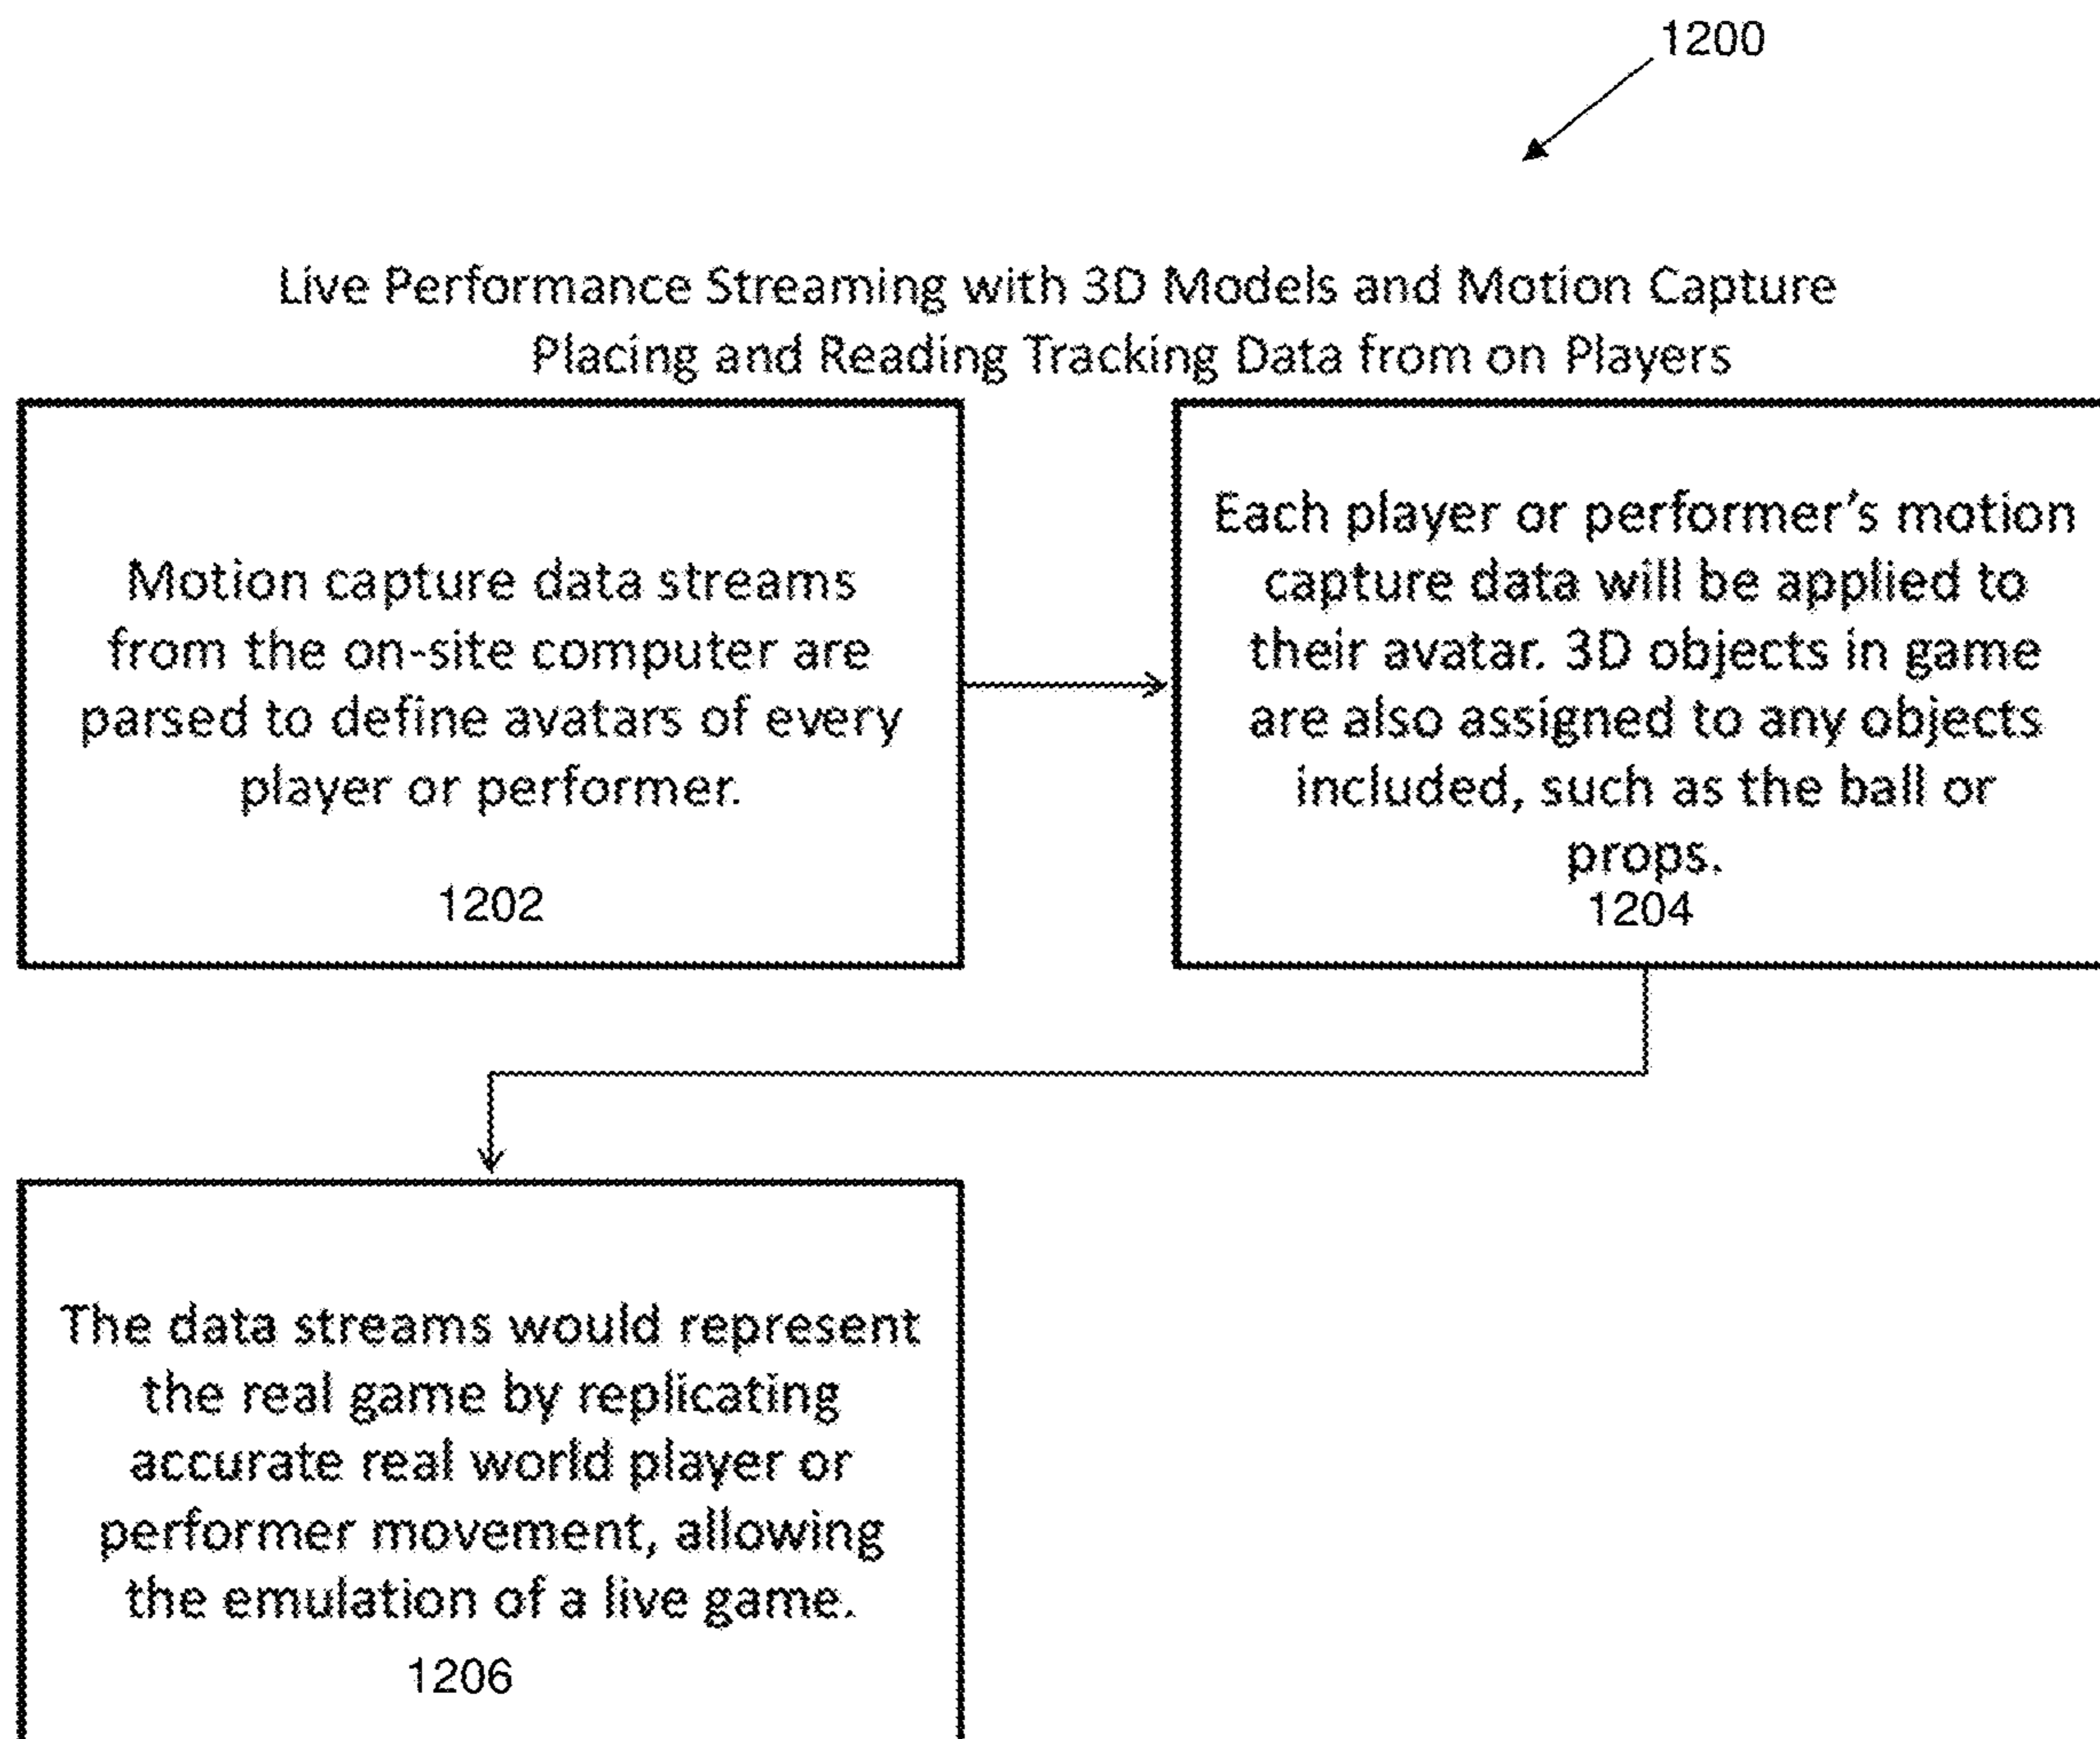 1200
Live Performance Streaming with 3D Models and Motion Capture
Placing and Reading Tracking Data from on Players
Motion capture data streams
from the on-site computer are
parsed to define avatars of every
player or performer.
1202
Each player or performer's motion
capture data will be applied to
their avatar. 3D objects in game
are also assigned to any objects
included, such as the ball or
props.
1204
The data streams would represent
the real game by replicating
accurate real world player or
performer movement, allowing
the emulation of a live game.
1206